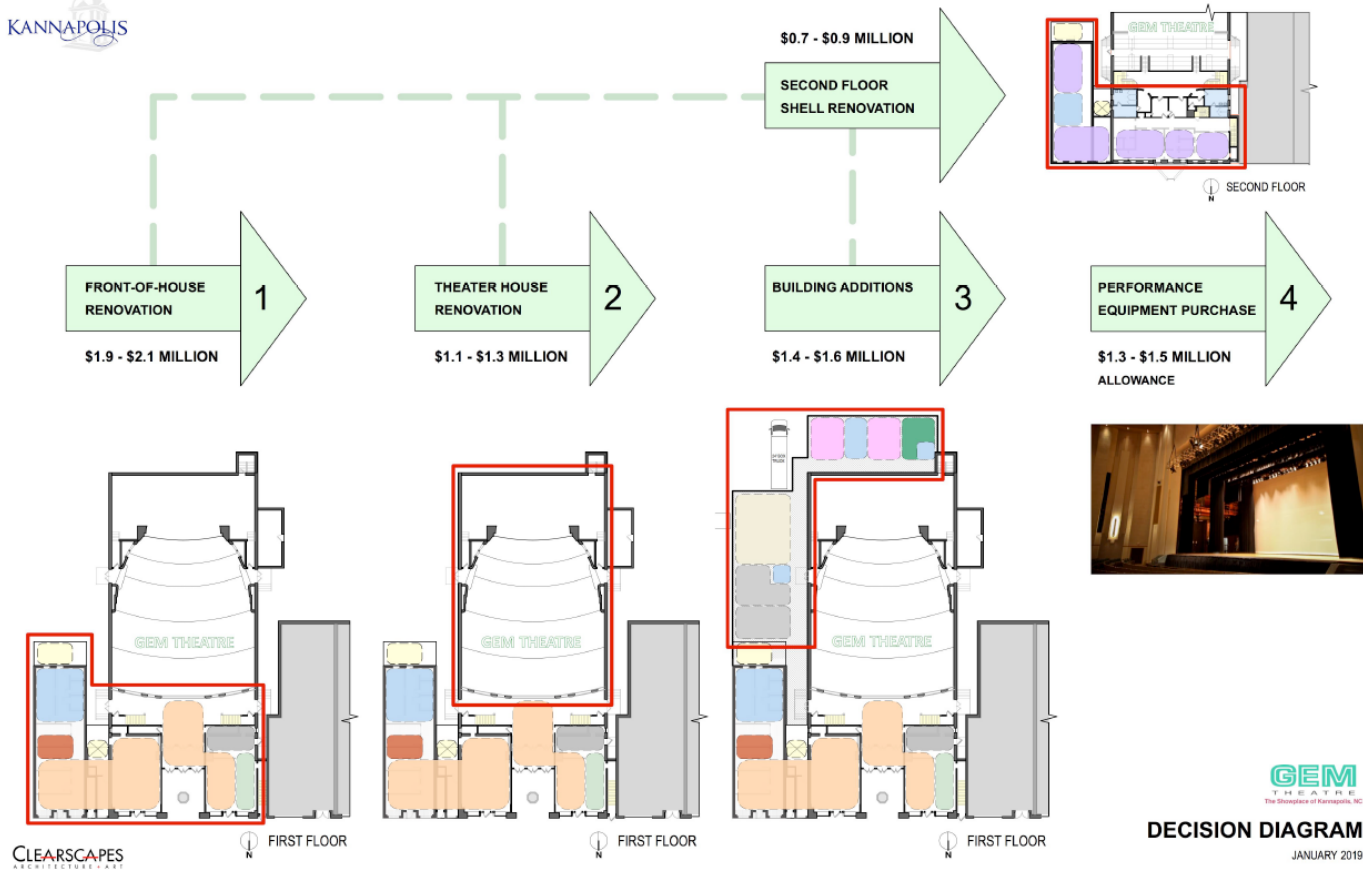 KANNAPOLIS
$0.7 - $0.9 MILLION
SECOND FLOOR
SHELL RENOVATION
GEM THEATRE
N
SECOND FLOOR
FRONT-OF-HOUSE
RENOVATION
1
$1.9 - $2.1 MILLION
THEATER HOUSE
RENOVATION
2
$1.1 - $1.3 MILLION
BUILDING ADDITIONS
3
$1.4 - $1.6 MILLION
PERFORMANCE
EQUIPMENT PURCHASE
4
$1.3 - $1.5 MILLION
ALLOWANCE
GEM THEATRE
N
FIRST FLOOR
GEM THEATRE
N
FIRST FLOOR
GEM THEATRE
N
FIRST FLOOR
GEM
THEATRE
The Showplace of Kannapolis, NC
DECISION DIAGRAM
JANUARY 2019
CLEARSCAPES
ARCHITECTURE + ART